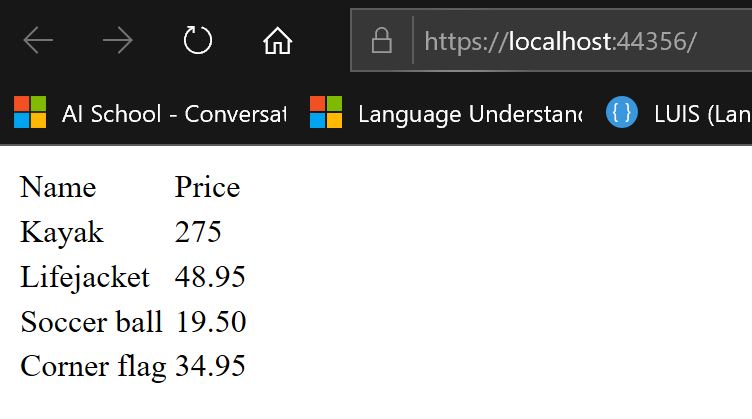 https://localhost:44356/
AI School - Conversat Language Understand LUIS (Lan
Name Price
Kayak 275
Lifejacket 48.95
Soccer ball 19.50
Corner flag 34.95